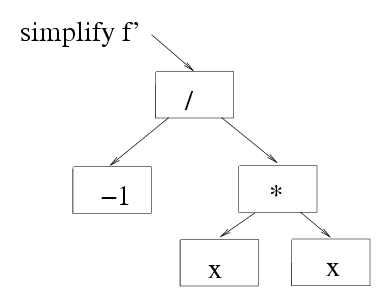 simplify f'
/
−1
*
x
x